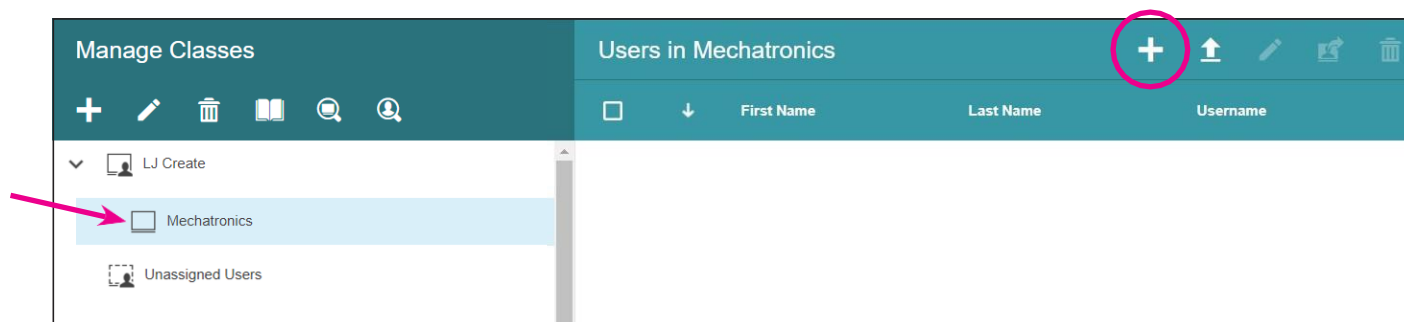 Manage Classes
Users in Mechatronics
First Name Last Name Username
LJ Create
Mechatronics
Unassigned Users